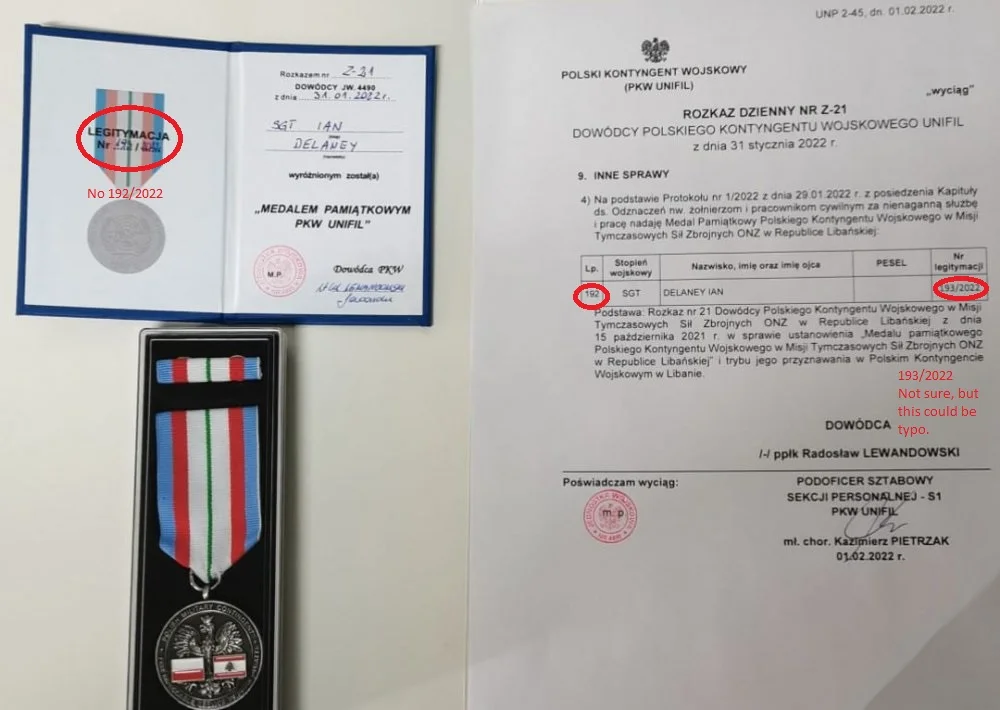 LEGITYMACJA
Nr 192 / 2022
No 192/2022
Rozkazem nr Z-21
DOWÓDCY JW. 4490
z dnia 31.01.2022r.
SGT IAN
DELANEY
wyróżnionym został(a)
„MEDALEM PAMIĄTKOWYM
PKW UNIFIL”
M.P.
Dowódca PKW
LEWANDOWSKI
POLISH MILITARY CONTINGENT
UNP 2-45, dn. 01.02.2022 r.
POLSKI KONTYNGENT WOJSKOWY
(PKW UNIFIL)
„wyciąg”
ROZKAZ DZIENNY NR Z-21
DOWÓDCY POLSKIEGO KONTYNGENTU WOJSKOWEGO UNIFIL
z dnia 31 stycznia 2022 r.
9. INNE SPRAWY
4) Na podstawie Protokołu nr 1/2022 z dnia 29.01.2022 r. z posiedzenia Kapituły
ds. Odznaczeń nw. żołnierzom i pracownikom cywilnym za nienaganną służbę
i pracę nadaję Medal Pamiątkowy Polskiego Kontyngentu Wojskowego w Misji
Tymczasowych Sił Zbrojnych ONZ w Republice Libańskiej:
Lp. Stopień wojskowy Nazwisko, imię oraz imię ojca PESEL Nr legitymacji
192 SGT DELANEY IAN 193/2022
Podstawa: Rozkaz nr 21 Dowódcy Polskiego Kontyngentu Wojskowego w Misji
Tymczasowych Sił Zbrojnych ONZ w Republice Libańskiej z dnia
15 października 2021 r. w sprawie ustanowienia „Medalu pamiątkowego
Polskiego Kontyngentu Wojskowego w Misji Tymczasowych Sił Zbrojnych ONZ
w Republice Libańskiej” i trybu jego przyznawania w Polskim Kontyngencie
Wojskowym w Libanie.
193/2022
Not sure, but
this could be
typo.
DOWÓDCA
/-/ ppłk Radosław LEWANDOWSKI
Poświadczam wyciąg:
m. p
JEDNOSTKA WOJSKOWA
PODOFICER SZTABOWY
SEKCJI PERSONALNEJ - S1
PKW UNIFIL
mł. chor. Kazimierz PIETRZAK
01.02.2022 r.